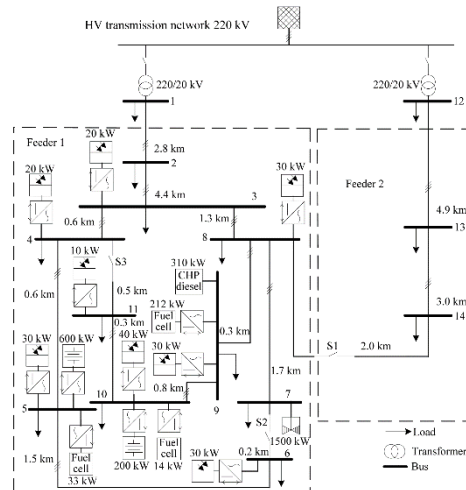 HV transmission network 220 kV
220/20 kV
220/20 kV
1
12
Feeder 1
20 kW
2.8 km
2
20 kW
30 kW
Feeder 2
4.4 km
3
4.9 km
0.6 km
1.3 km
4
8
13
10 kW
S3
310 kW
CHP
diesel
0.6 km
0.5 km
212 kW
3.0 km
11
Fuel
cell
0.3 km
0.3 km
14
30 kW
600 kW
40 kW
30 kW
S1
2.0 km
1.7 km
0.8 km
10
9
7
5
S2
1500 kW
Fuel
cell
Fuel
cell
1.5 km
33 kW
200 kW
14 kW
30 kW
0.2 km
6
Load
Transformer
Bus